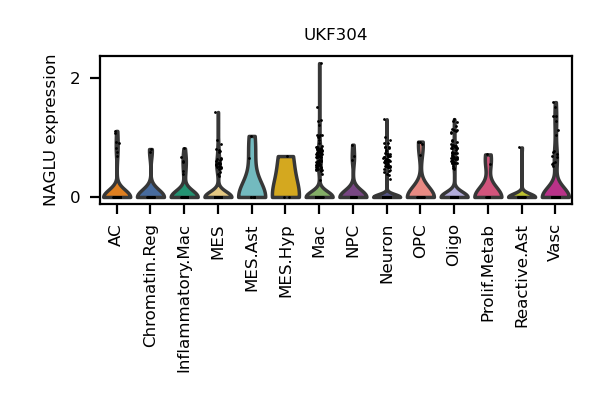 UKF304
NAGLU expression
2
0
AC
Chromatin.Reg
Inflammatory.Mac
MES
MES.Ast
MES.Hyp
Mac
NPC
Neuron
OPC
Oligo
Prolif.Metab
Reactive.Ast
Vasc